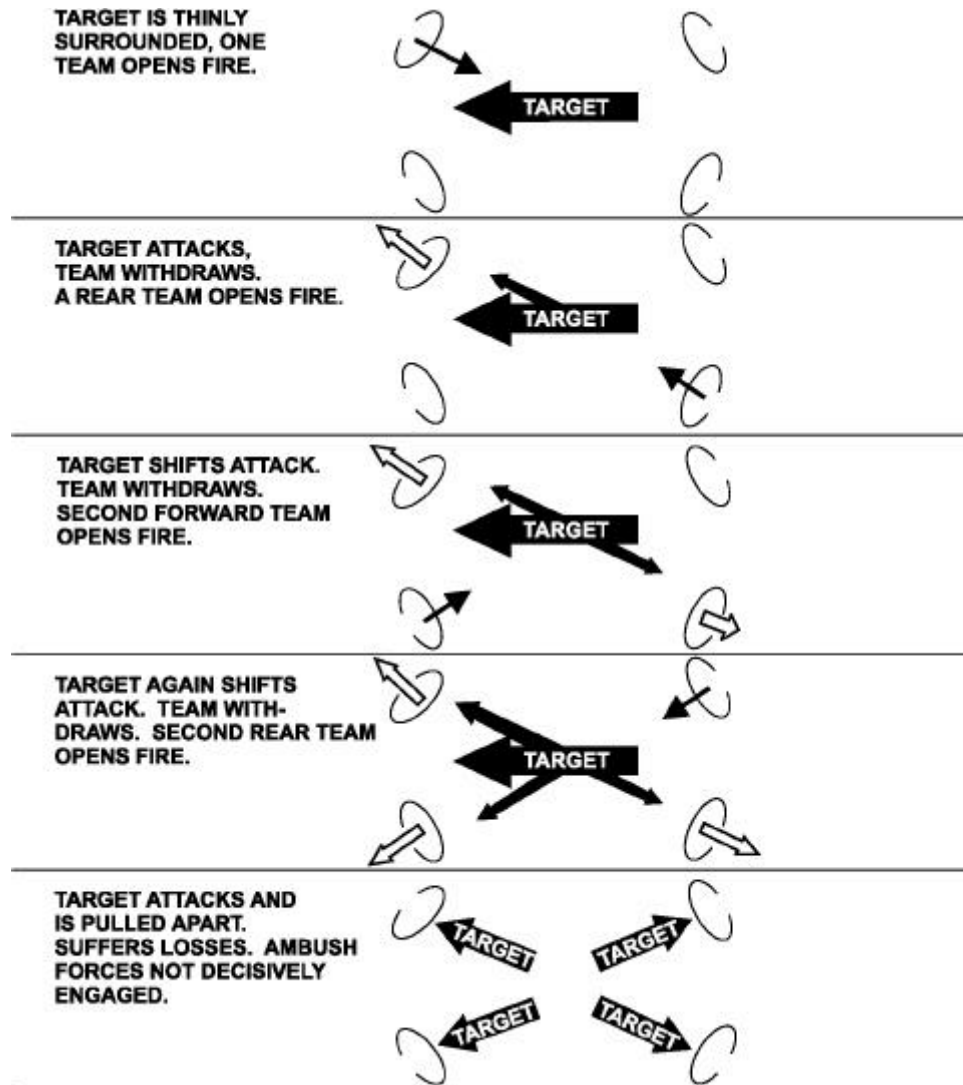 TARGET IS THINLY
SURROUNDED, ONE
TEAM OPENS FIRE.
TARGET
TARGET ATTACKS,
TEAM WITHDRAWS.
A REAR TEAM OPENS FIRE.
TARGET
TARGET SHIFTS ATTACK.
TEAM WITHDRAWS.
SECOND FORWARD TEAM
OPENS FIRE.
TARGET
TARGET AGAIN SHIFTS
ATTACK. TEAM WITH-
DRAWS. SECOND REAR TEAM
OPENS FIRE.
TARGET
TARGET ATTACKS AND
IS PULLED APART.
SUFFERS LOSSES. AMBUSH
FORCES NOT DECISIVELY
ENGAGED.
TARGET
TARGET
TARGET
TARGET